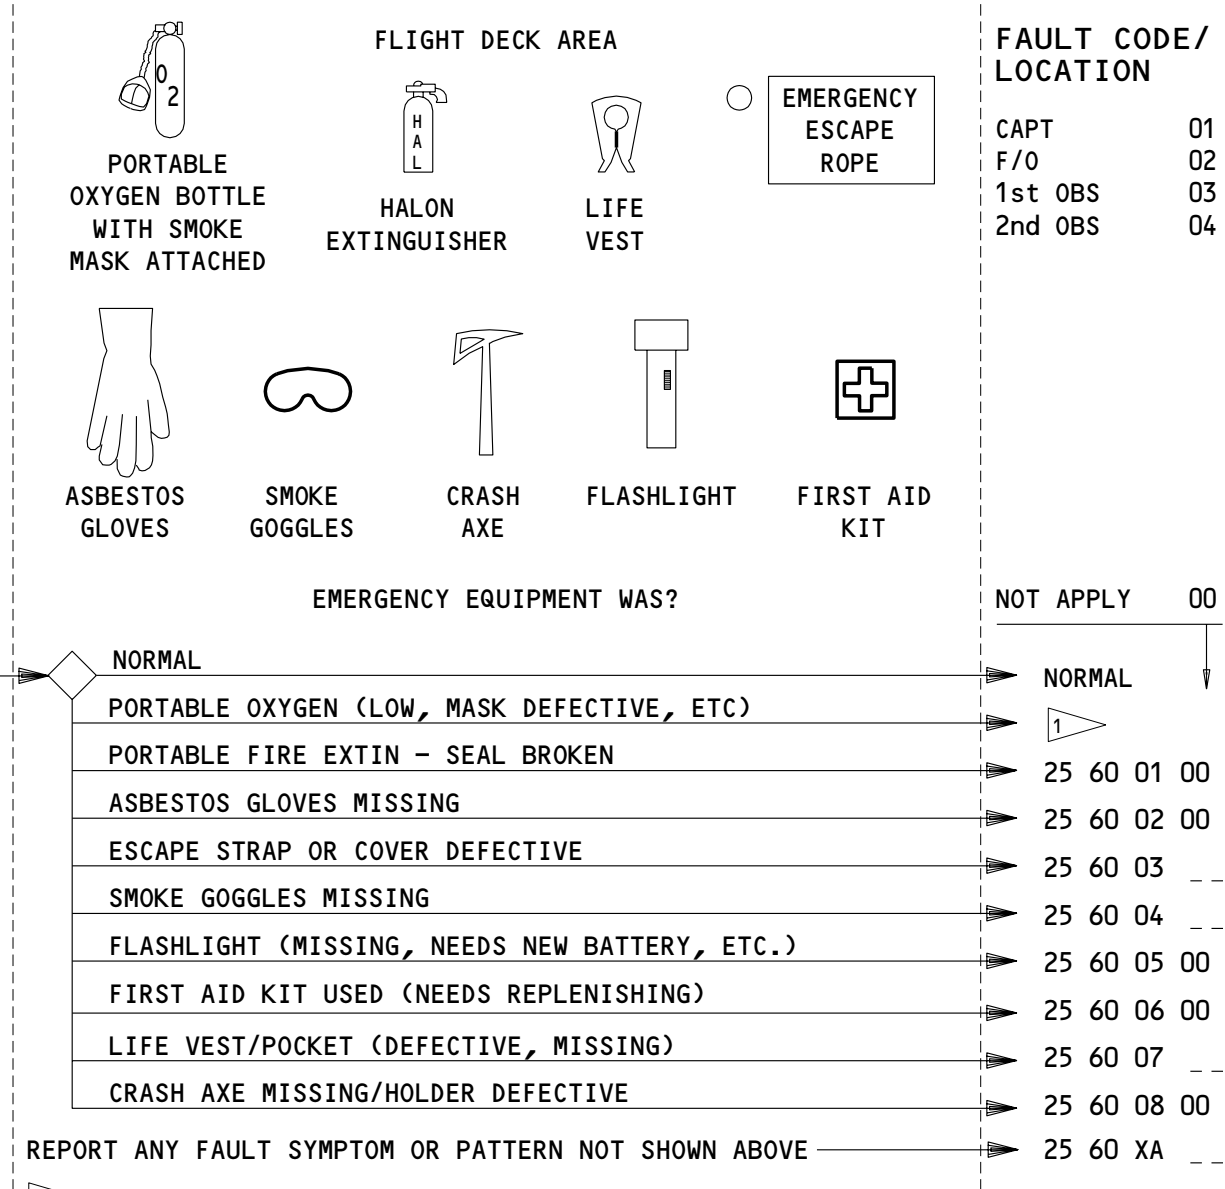 FLIGHT DECK AREA
O
2
PORTABLE
OXYGEN BOTTLE
WITH SMOKE
MASK ATTACHED
H
A
L
HALON
EXTINGUISHER
LIFE
VEST
EMERGENCY
ESCAPE
ROPE
ASBESTOS
GLOVES
SMOKE
GOGGLES
CRASH
AXE
FLASHLIGHT
FIRST AID
KIT
FAULT CODE/
LOCATION
CAPT 01
F/O 02
1st OBS 03
2nd OBS 04
EMERGENCY EQUIPMENT WAS?
NOT APPLY 00
NORMAL NORMAL
PORTABLE OXYGEN (LOW, MASK DEFECTIVE, ETC) 1
PORTABLE FIRE EXTIN – SEAL BROKEN 25 60 01 00
ASBESTOS GLOVES MISSING 25 60 02 00
ESCAPE STRAP OR COVER DEFECTIVE 25 60 03 _ _
SMOKE GOGGLES MISSING 25 60 04 _ _
FLASHLIGHT (MISSING, NEEDS NEW BATTERY, ETC.) 25 60 05 00
FIRST AID KIT USED (NEEDS REPLENISHING) 25 60 06 00
LIFE VEST/POCKET (DEFECTIVE, MISSING) 25 60 07 _ _
CRASH AXE MISSING/HOLDER DEFECTIVE 25 60 08 00
REPORT ANY FAULT SYMPTOM OR PATTERN NOT SHOWN ABOVE 25 60 XA _ _